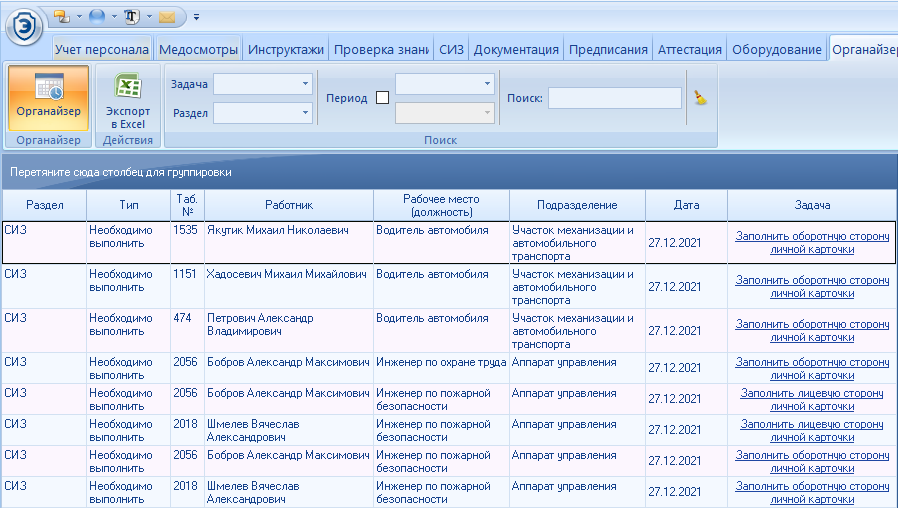 Э
Учет персонала Медосмотры Инструктажи Проверка знани СИЗ Документация Предписания Аттестация Оборудование Органайзер
Органайзер
Экспорт
в Excel
Задача
Раздел
Период
Поиск:
Органайзер Действия Поиск
Перетяните сюда столбец для группировки
Раздел Тип Таб. № Работник Рабочее место (должность) Подразделение Дата Задача
СИЗ Необходимо выполнить 1535 Якутик Михаил Николаевич Водитель автомобиля Участок механизации и автомобильного транспорта 27.12.2021 Заполнить оборотную сторону личной карточки
СИЗ Необходимо выполнить 1151 Хадосевич Михаил Михайлович Водитель автомобиля Участок механизации и автомобильного транспорта 27.12.2021 Заполнить оборотную сторону личной карточки
СИЗ Необходимо выполнить 474 Петрович Александр Владимирович Водитель автомобиля Участок механизации и автомобильного транспорта 27.12.2021 Заполнить оборотную сторону личной карточки
СИЗ Необходимо выполнить 2056 Бобров Александр Максимович Инженер по охране труда Аппарат управления 27.12.2021 Заполнить оборотную сторону личной карточки
СИЗ Необходимо выполнить 2056 Бобров Александр Максимович Инженер по пожарной безопасности Аппарат управления 27.12.2021 Заполнить лицевую сторону личной карточки
СИЗ Необходимо выполнить 2018 Шмелев Вячеслав Александрович Инженер по пожарной безопасности Аппарат управления 27.12.2021 Заполнить лицевую сторону личной карточки
СИЗ Необходимо выполнить 2056 Бобров Александр Максимович Инженер по пожарной безопасности Аппарат управления 27.12.2021 Заполнить оборотную сторону личной карточки
СИЗ Необходимо выполнить 2018 Шмелев Вячеслав Александрович Инженер по пожарной безопасности Аппарат управления 27.12.2021 Заполнить оборотную сторону личной карточки